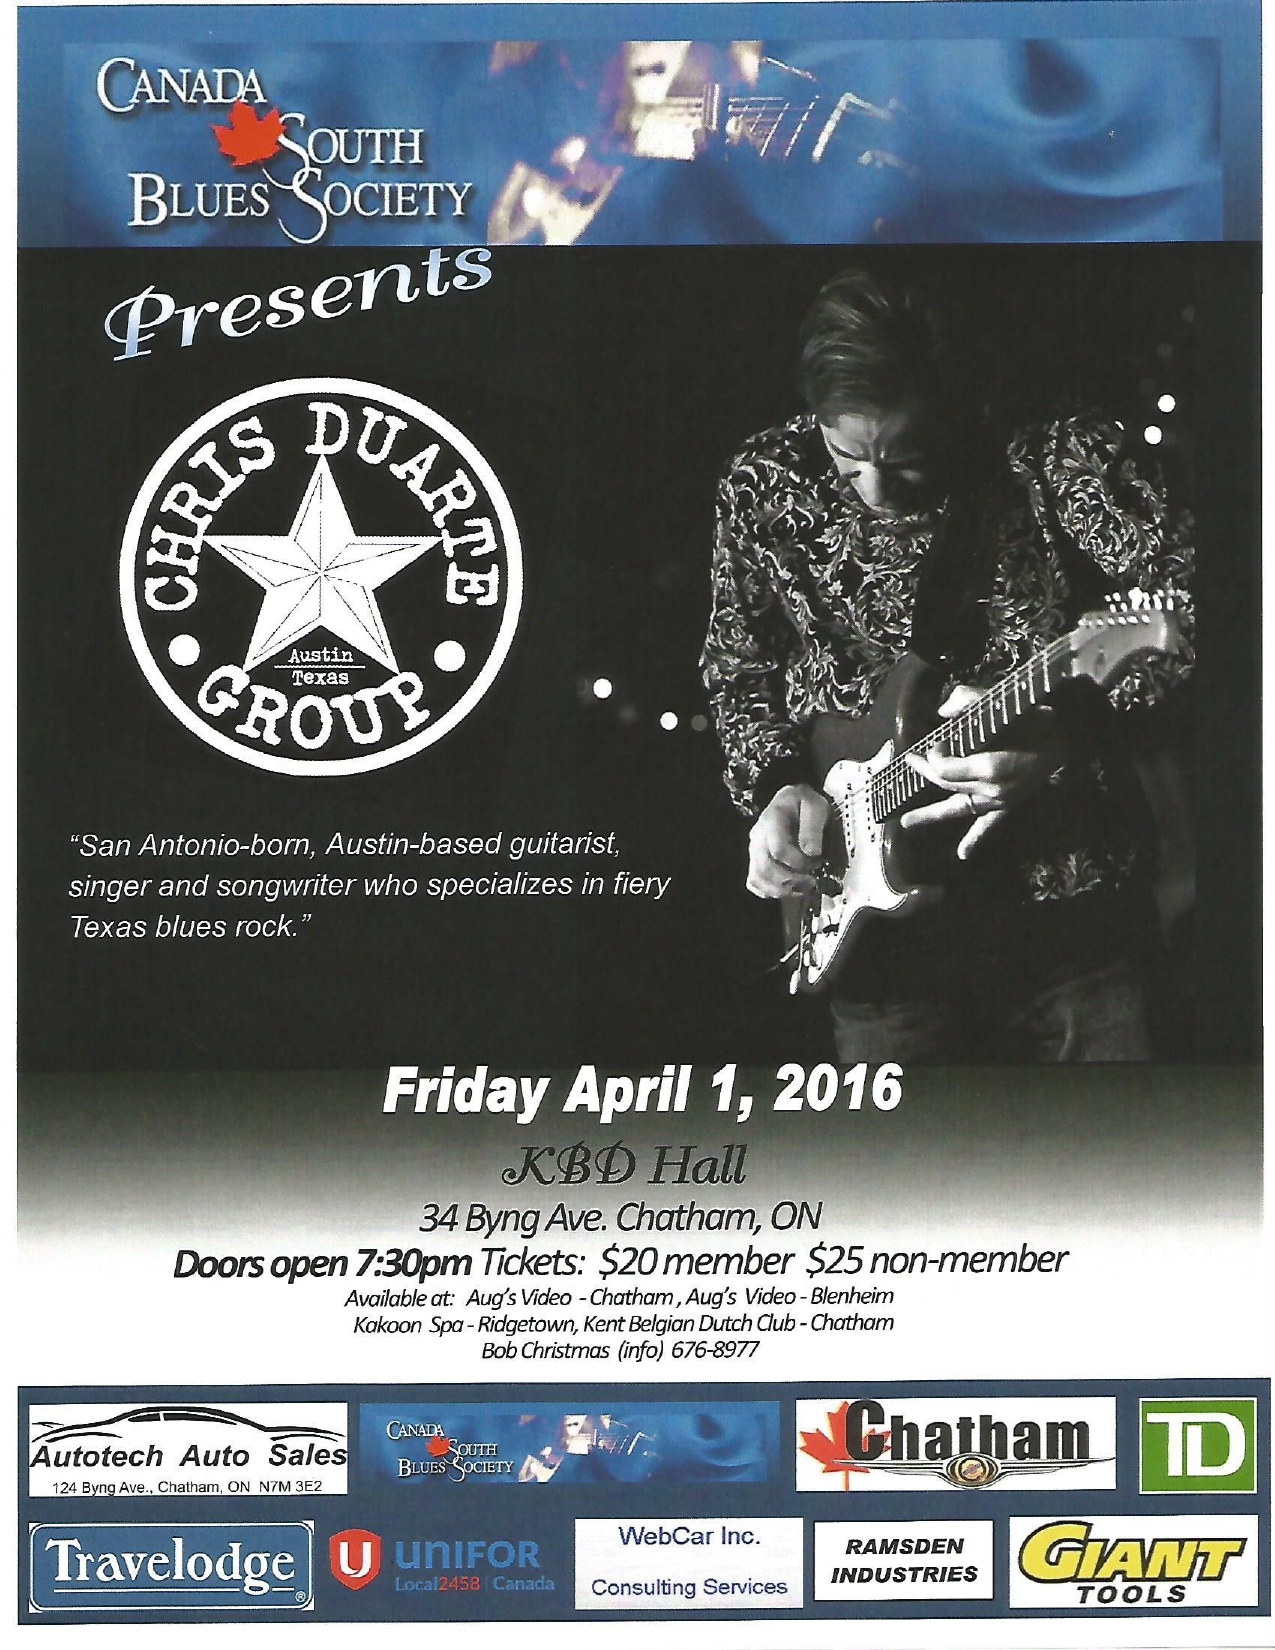 CANADA
SOUTH
BLUES SOCIETY
Presents
CHRIS DUARTE
Austin
Texas
GROUP
“San Antonio-born, Austin-based guitarist,
singer and songwriter who specializes in fiery
Texas blues rock.”
Friday April 1, 2016
KBD Hall
34 Byng Ave. Chatham, ON
Doors open 7:30pm Tickets: $20 member $25 non-member
Available at: Aug's Video - Chatham, Aug's Video - Blenheim
Kakoon Spa - Ridgetown, Kent Belgian Dutch Club - Chatham
Bob Christmas (info) 676-8977
Autotech Auto Sales
124 Byng Ave., Chatham, ON N7M 3E2
CANADA
SOUTH
BLUES SOCIETY
Chatham
TD
Travelodge
®
U UNIFOR
Local2458 | Canada
WebCar Inc.
Consulting Services
RAMSDEN
INDUSTRIES
GIANT
TOOLS